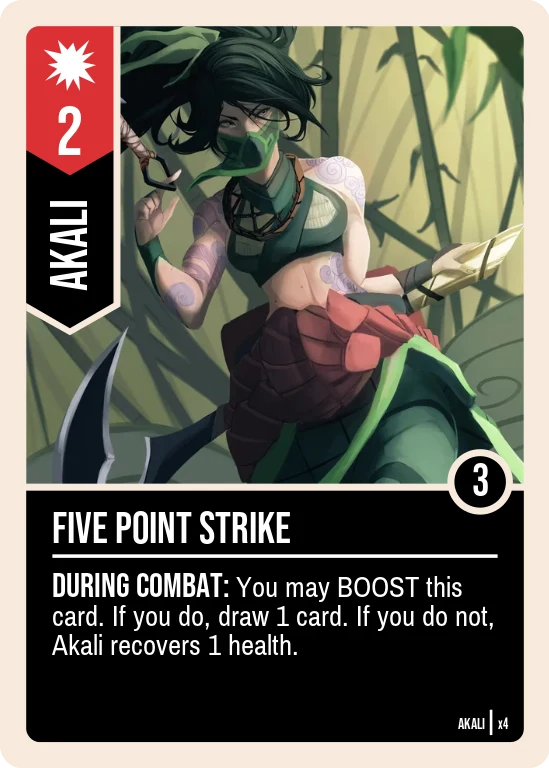 2
AKALI
3
FIVE POINT STRIKE
DURING COMBAT: You may BOOST this
card. If you do, draw 1 card. If you do not,
Akali recovers 1 health.
AKALI | x4